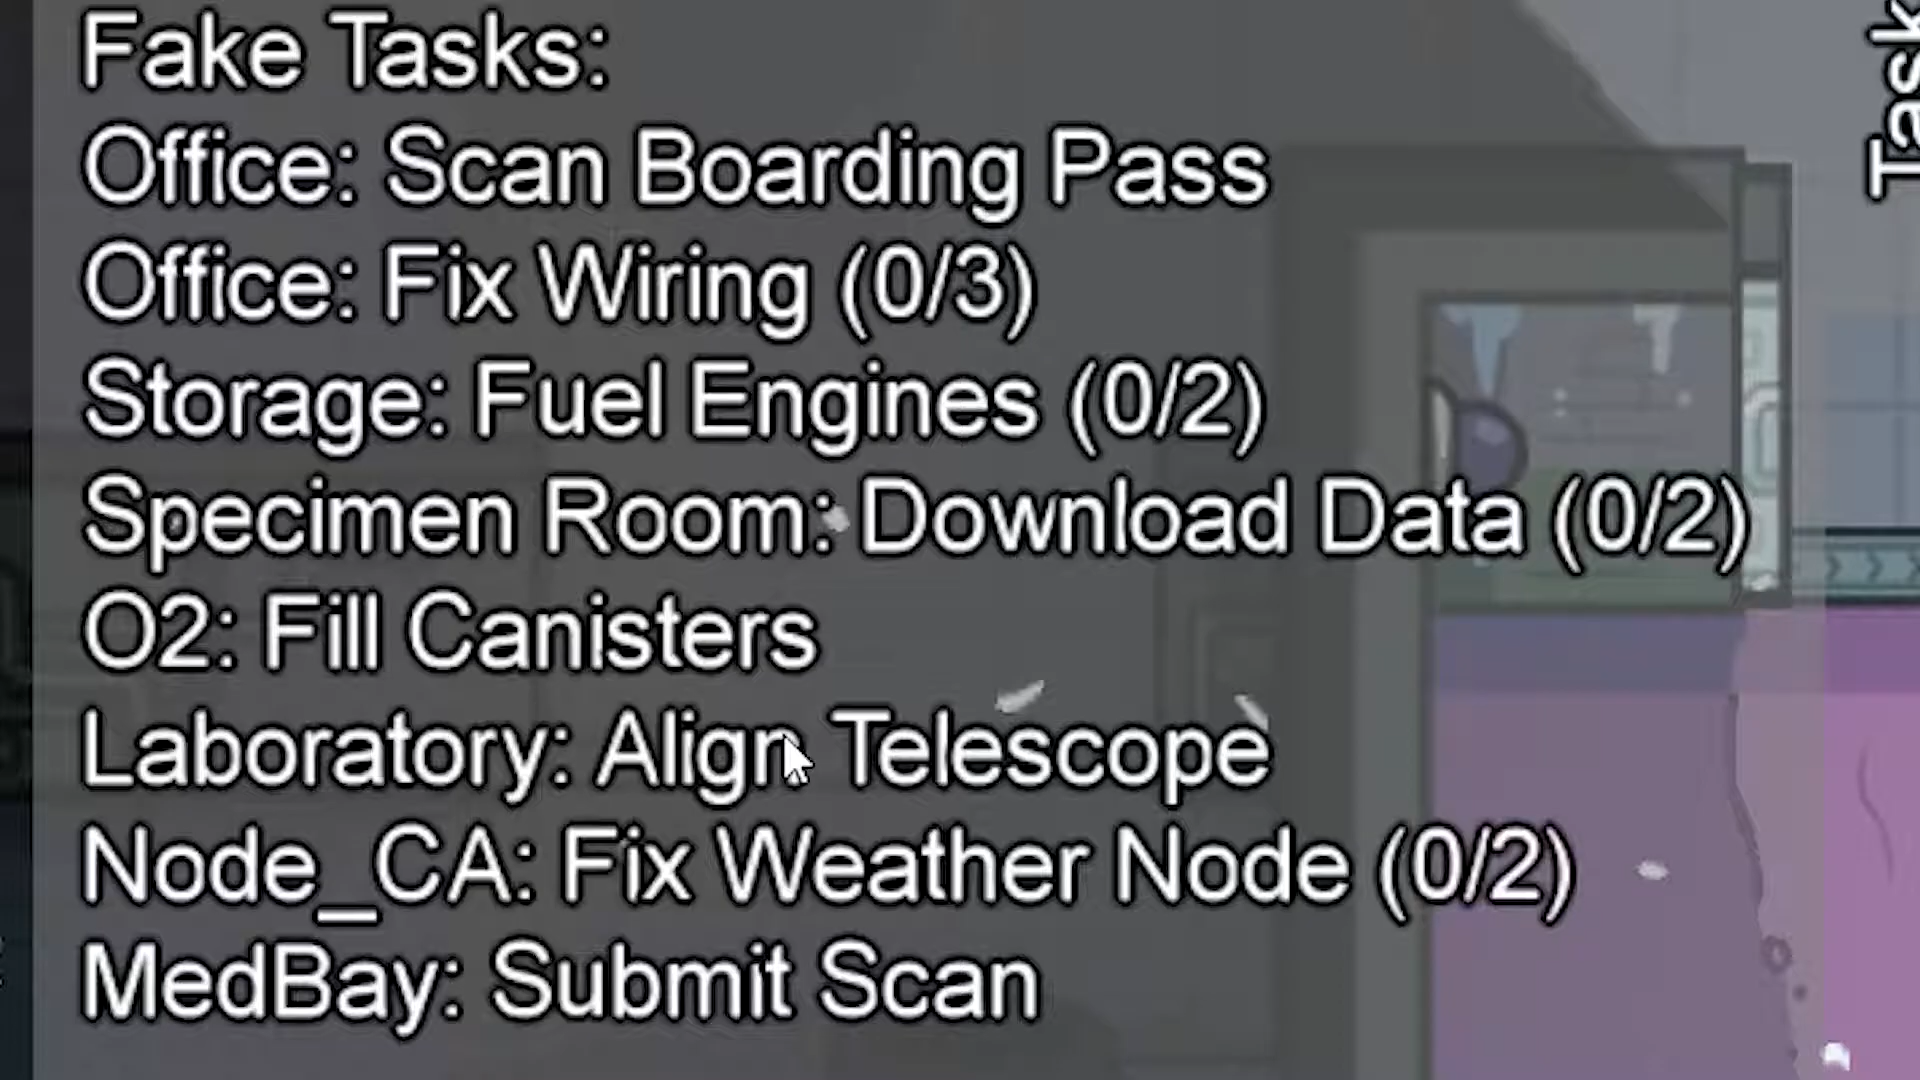 Fake Tasks:
Office: Scan Boarding Pass
Office: Fix Wiring (0/3)
Storage: Fuel Engines (0/2)
Specimen Room: Download Data (0/2)
O2: Fill Canisters
Laboratory: Align Telescope
Node_CA: Fix Weather Node (0/2)
MedBay: Submit Scan
Task